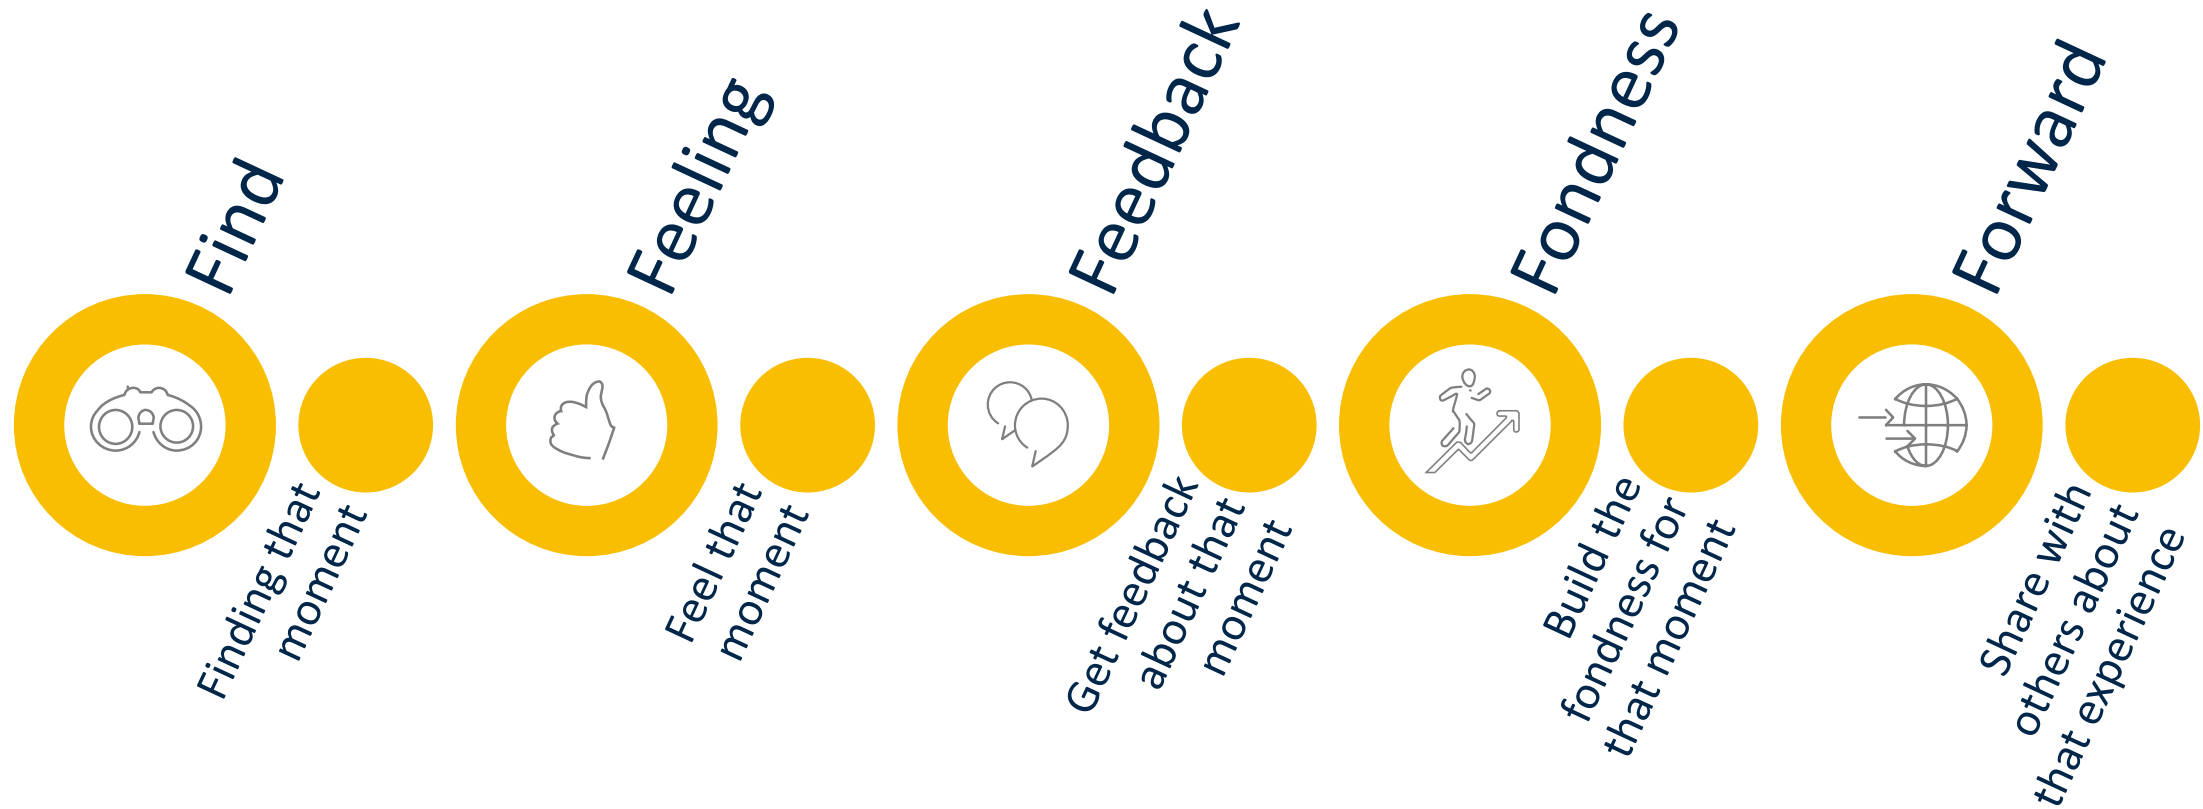 Find
Finding that
moment
Feeling
Feel that
moment
Feedback
Get feedback
about that
moment
Fondness
Build the
fondness for
that moment
Forward
Share with
others about
that experience